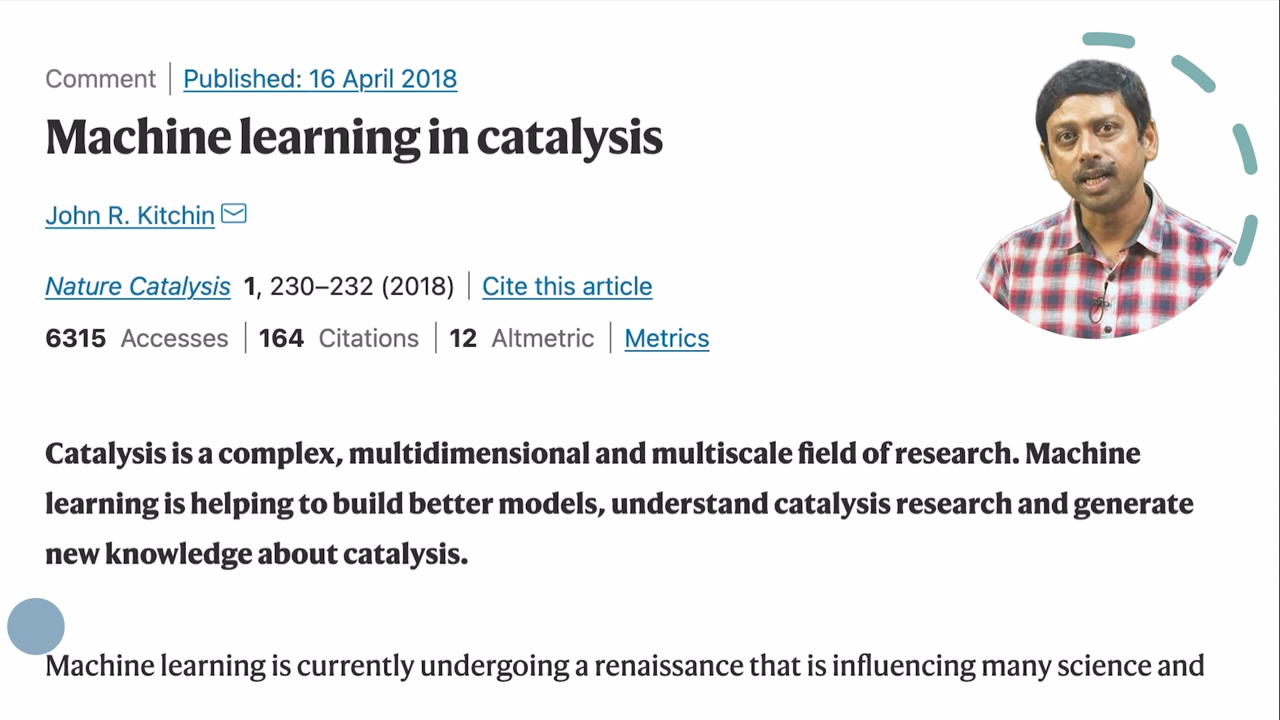 Comment | Published: 16 April 2018
Machine learning in catalysis
John R. Kitchin
Nature Catalysis 1, 230–232 (2018) | Cite this article
6315 Accesses | 164 Citations | 12 Altmetric | Metrics
Catalysis is a complex, multidimensional and multiscale field of research. Machine
learning is helping to build better models, understand catalysis research and generate
new knowledge about catalysis.
Machine learning is currently undergoing a renaissance that is influencing many science and